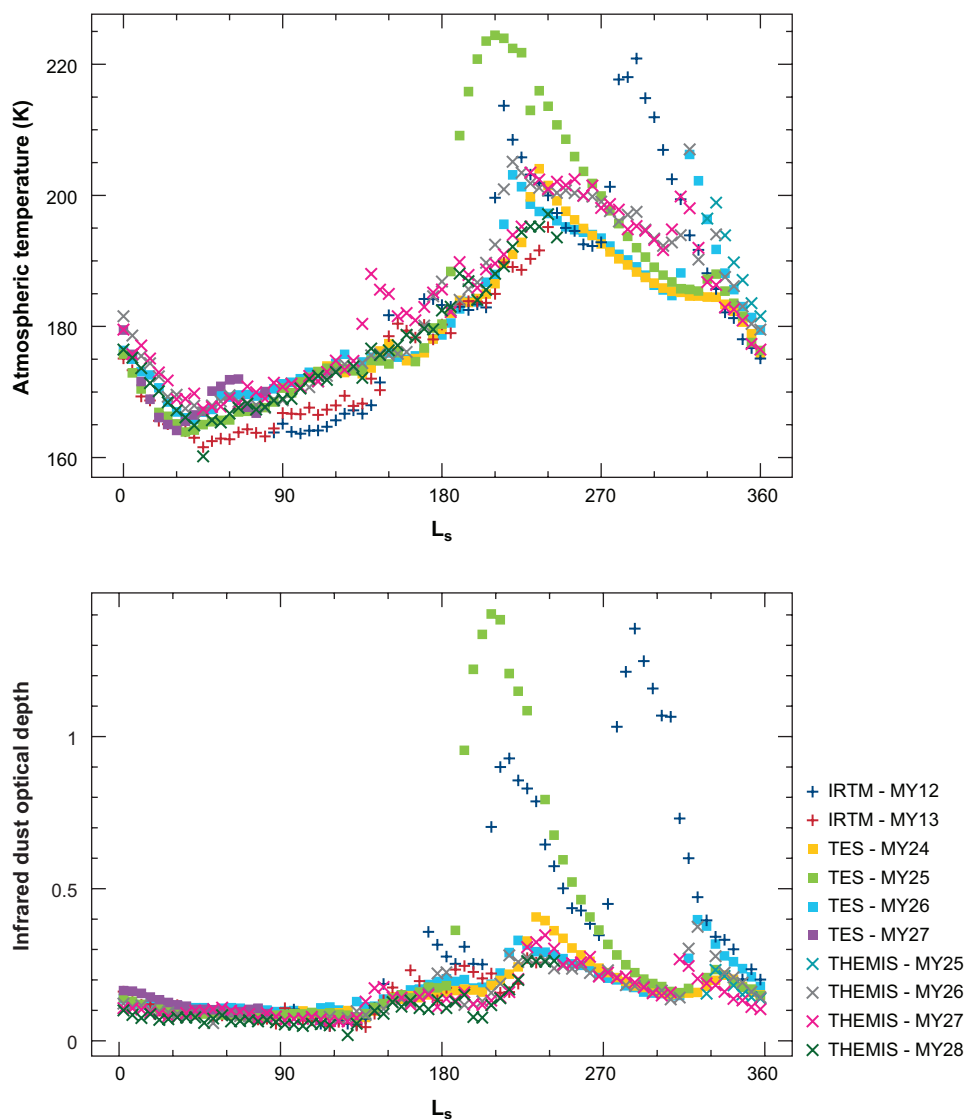 Atmospheric temperature (K)
220
200
180
160
0 90 180 270 360
Ls
Infrared dust optical depth
1
0.5
0
0 90 180 270 360
Ls
IRTM - MY12
IRTM - MY13
TES - MY24
TES - MY25
TES - MY26
TES - MY27
THEMIS - MY25
THEMIS - MY26
THEMIS - MY27
THEMIS - MY28